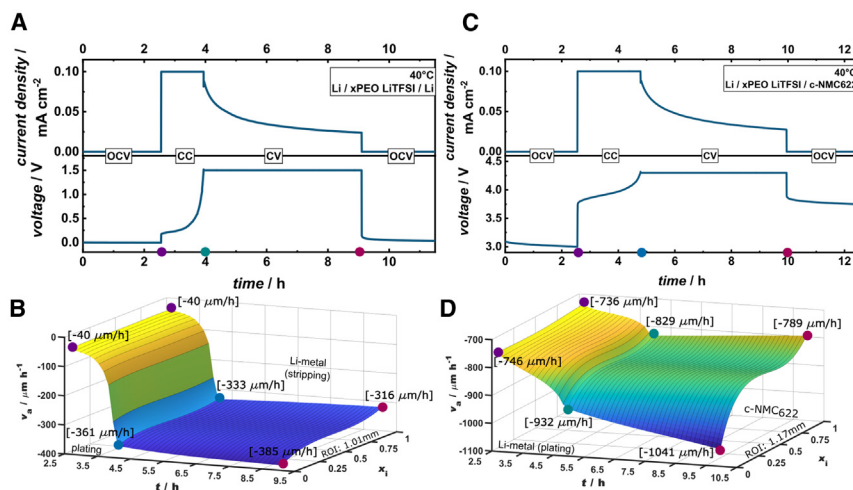 A
0 2 4 6 8 10
current density /
mA cm⁻²
0.10
0.05
0.00
40°C
Li / xPEO LiTFSI / Li
OCV CC CV OCV
voltage / V
1.5
1.0
0.5
0.0
0 2 4 6 8 10
time / h
B
[-40 μm/h]
[-40 μm/h]
[-333 μm/h]
[-316 μm/h]
[-361 μm/h]
[-385 μm/h]
Li-metal
(stripping)
plating
ROI: 1.01mm
vₐ / μm h⁻¹
0
-100
-200
-300
-400
2.5 3.5 4.5 5.5 6.5 7.5 8.5 9.5
t / h
0 0.25 0.5 0.75 1
xᵢ
C
0 2 4 6 8 10 12
current density /
mA cm⁻²
0.10
0.05
0.00
40°C
Li / xPEO LiTFSI / c-NMC622
OCV CC CV OCV
voltage / V
4.5
4.0
3.5
3.0
0 2 4 6 8 10 12
time / h
D
[-736 μm/h]
[-746 μm/h]
[-829 μm/h]
[-789 μm/h]
[-932 μm/h]
[-1041 μm/h]
c-NMC₆₂₂
Li-metal (plating)
ROI: 1.17mm
vₐ / μm h⁻¹
-700
-800
-900
-1000
-1100
2.5 3.5 4.5 5.5 6.5 7.5 8.5 9.5 10.5
t / h
0 0.25 0.5 0.75 1
xᵢ